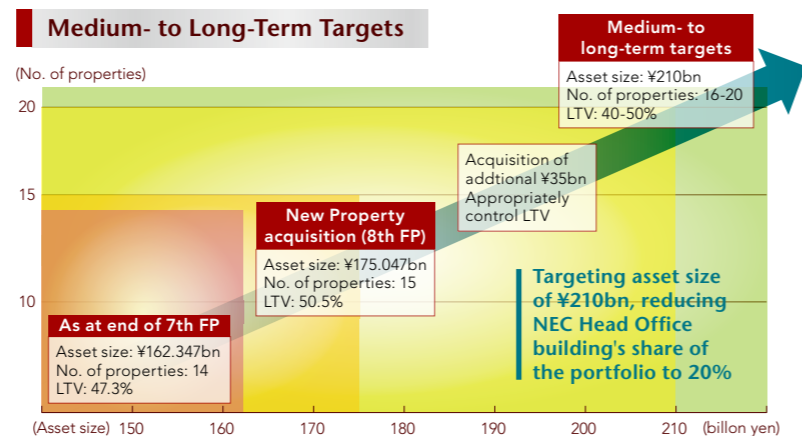 Medium- to Long-Term Targets
(No. of properties)
20
15
10
Medium- to
long-term targets
Asset size: ¥210bn
No. of properties: 16-20
LTV: 40-50%
Acquisition of
addtional ¥35bn
Appropriately
control LTV
New Property
acquisition (8th FP)
Asset size: ¥175.047bn
No. of properties: 15
LTV: 50.5%
As at end of 7th FP
Asset size: ¥162.347bn
No. of properties: 14
LTV: 47.3%
Targeting asset size
of ¥210bn, reducing
NEC Head Office
building's share of
the portfolio to 20%
(Asset size) 150 160 170 180 190 200 210 (billon yen)